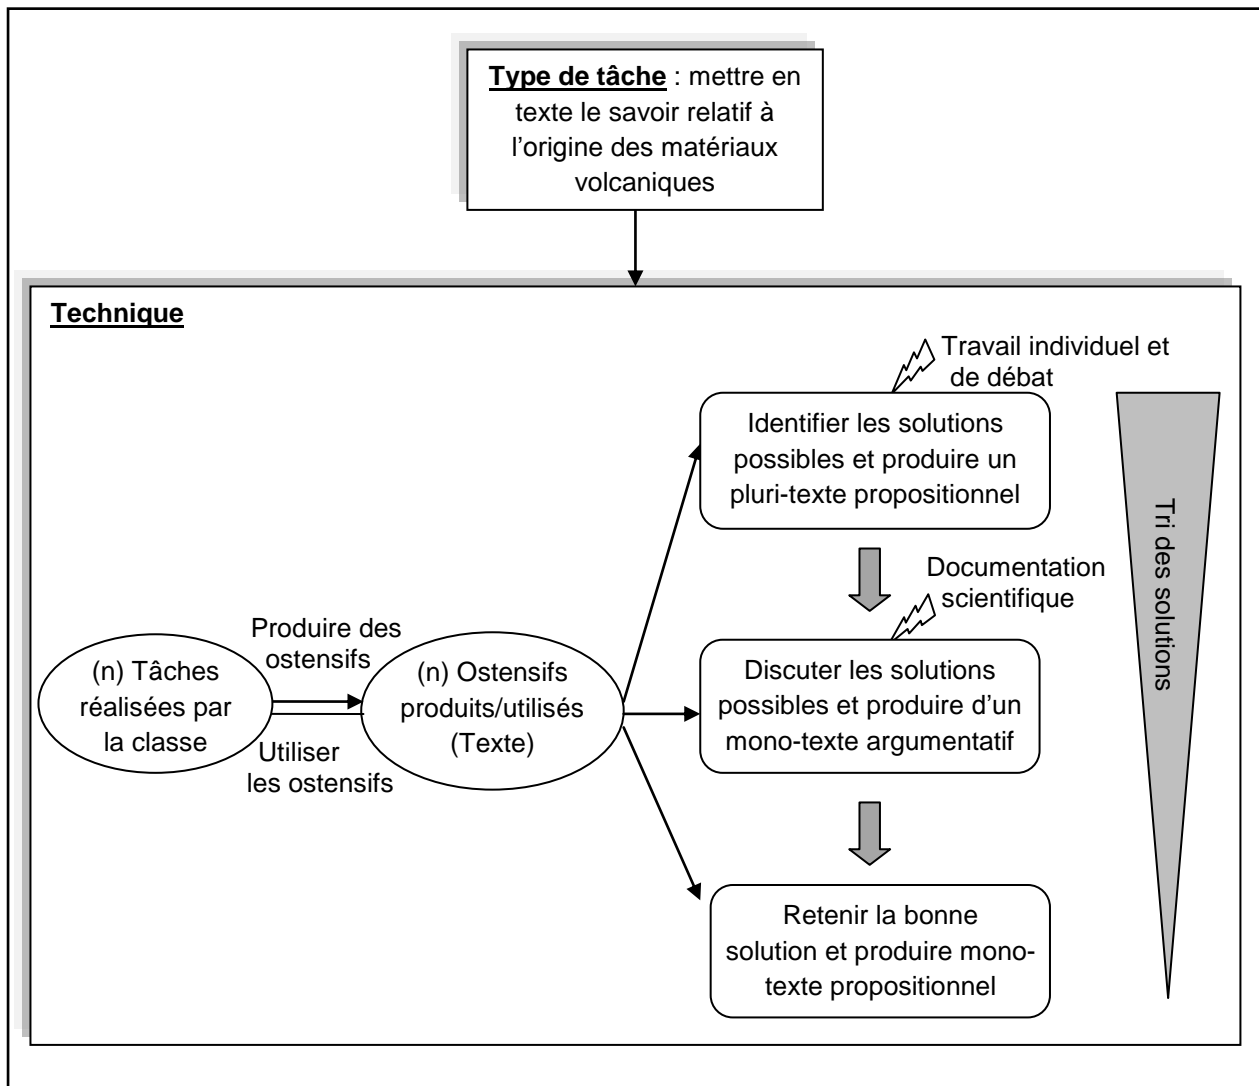 Type de tâche : mettre en
texte le savoir relatif à
l’origine des matériaux
volcaniques
Technique
Travail individuel et
de débat
Identifier les solutions
possibles et produire un
pluri-texte propositionnel
Documentation
scientifique
Produire des
ostensifs
(n) Tâches
réalisées par
la classe
Utiliser
les ostensifs
(n) Ostensifs
produits/utilisés
(Texte)
Discuter les solutions
possibles et produire d’un
mono-texte argumentatif
Retenir la bonne
solution et produire mono-
texte propositionnel
Tri des solutions